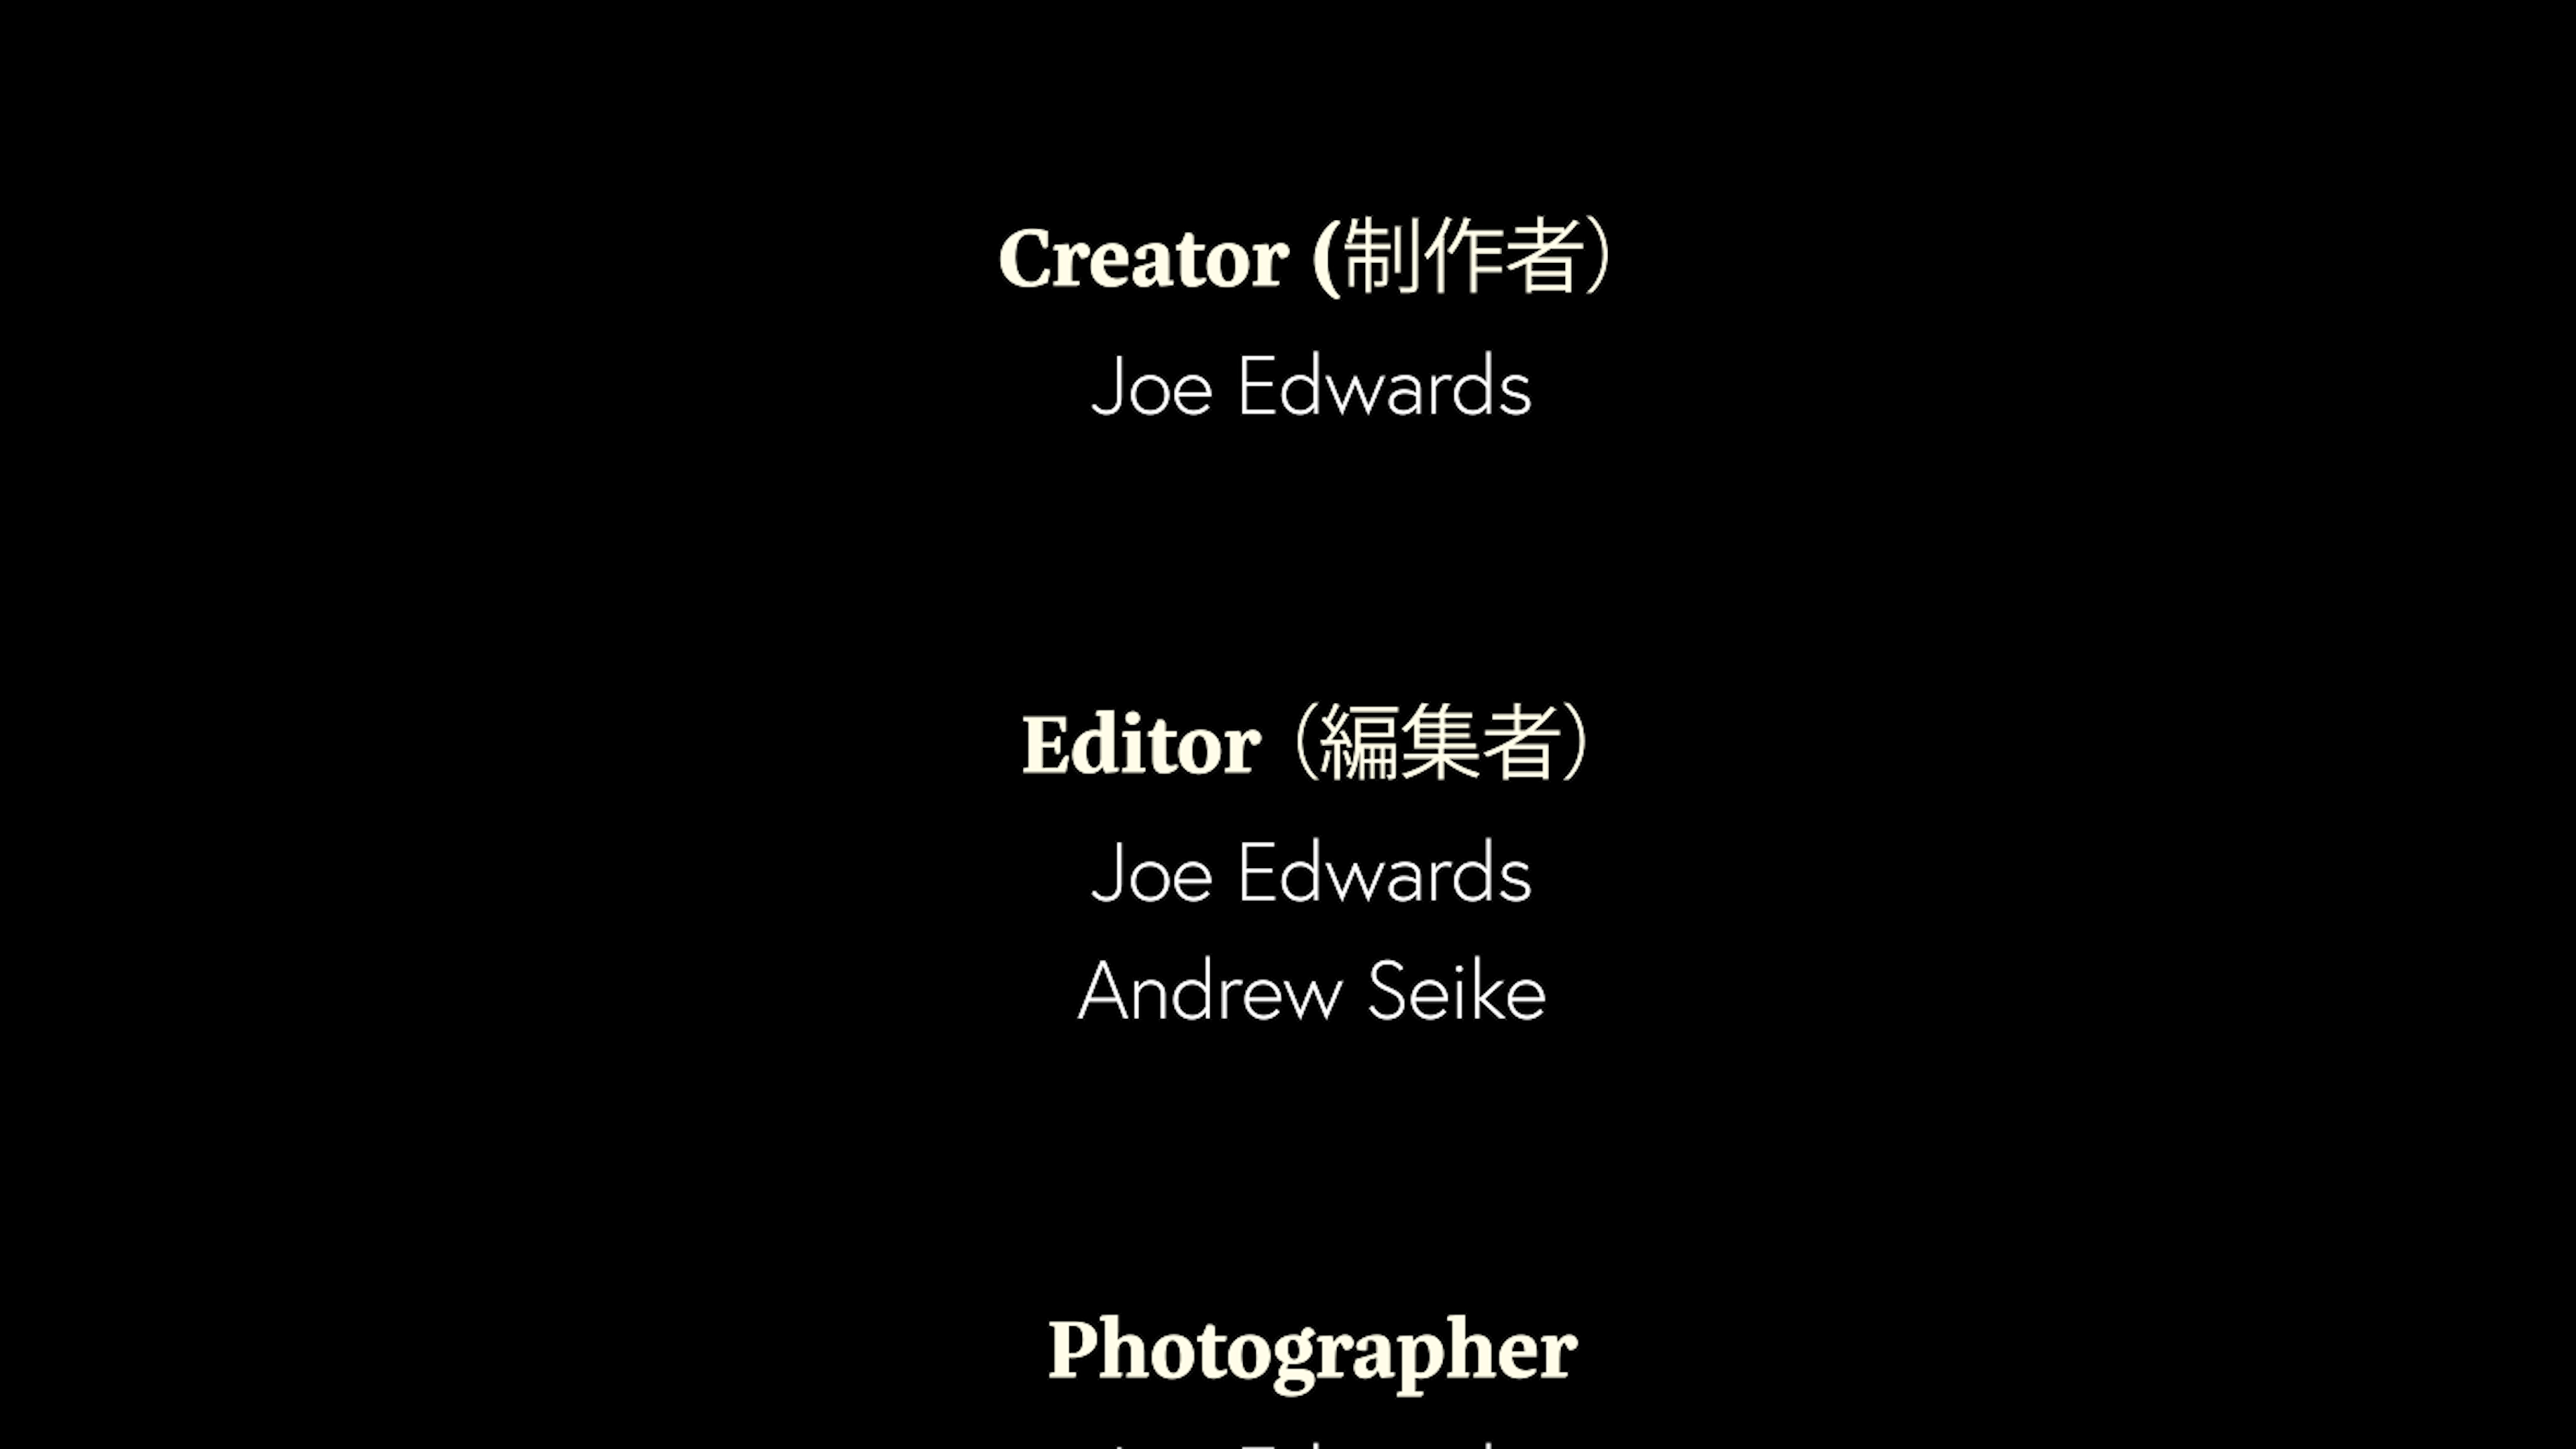 Creator (制作者）
Joe Edwards
Editor （編集者）
Joe Edwards
Andrew Seike
Photographer